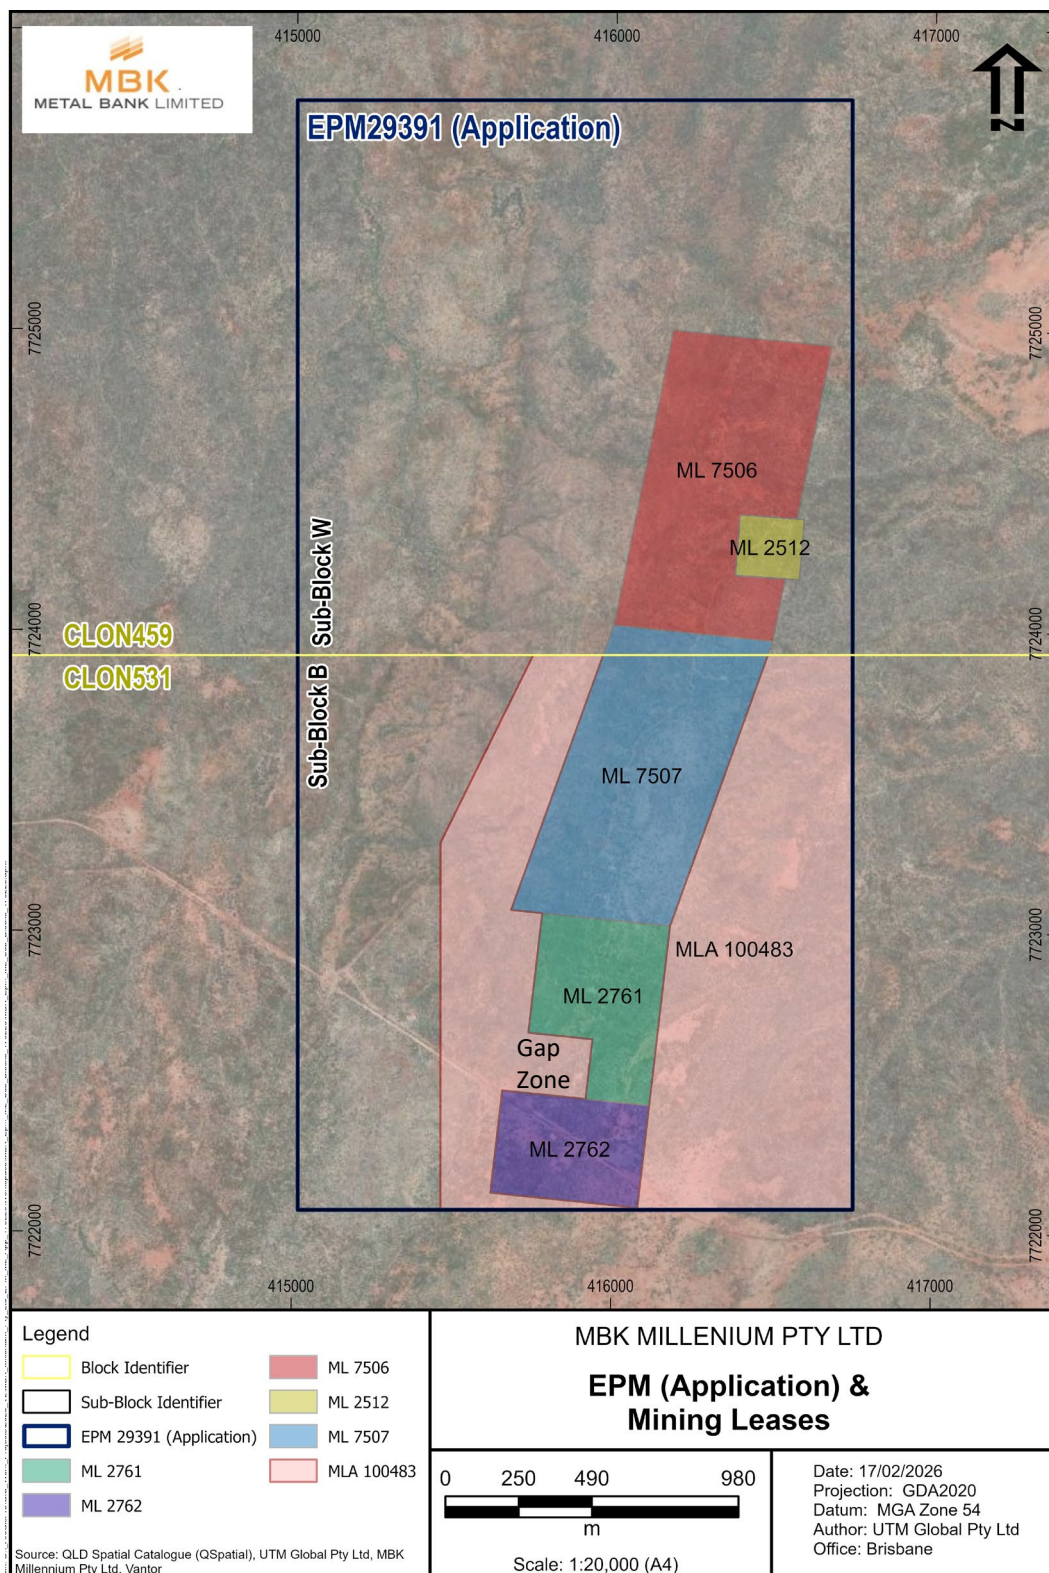 415000
416000
417000
MBK
METAL BANK LIMITED
N
EPM29391 (Application)
7725000
7725000
ML 7506
ML 2512
Sub-Block W
7724000
7724000
CLON459
CLON531
Sub-Block B
ML 7507
7723000
7723000
MLA 100483
ML 2761
Gap
Zone
ML 2762
7722000
7722000
415000
416000
417000
Legend
Block Identifier
Sub-Block Identifier
EPM 29391 (Application)
ML 2761
ML 2762
ML 7506
ML 2512
ML 7507
MLA 100483
Source: QLD Spatial Catalogue (QSpatial), UTM Global Pty Ltd, MBK
Millennium Pty Ltd, Vantor
MBK MILLENIUM PTY LTD
EPM (Application) &
Mining Leases
0 250 490 980
m
Scale: 1:20,000 (A4)
Date: 17/02/2026
Projection: GDA2020
Datum: MGA Zone 54
Author: UTM Global Pty Ltd
Office: Brisbane